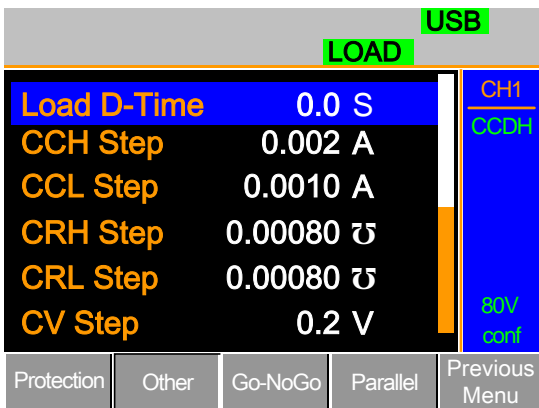 USB
LOAD
Load D-Time 0.0 S
CCH Step 0.002 A
CCL Step 0.0010 A
CRH Step 0.00080 ℧
CRL Step 0.00080 ℧
CV Step 0.2 V
CH1
CCDH
80V
conf
Protection Other Go-NoGo Parallel Previous
Menu